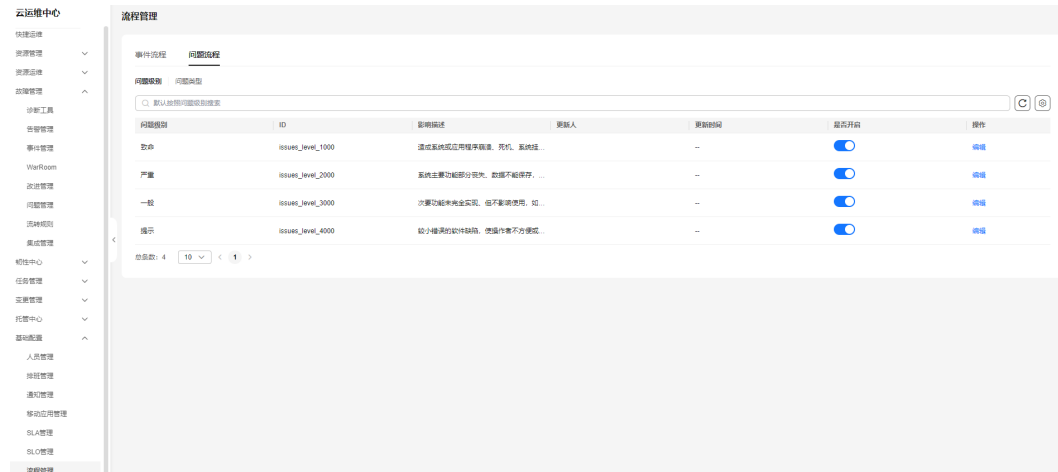 云运维中心
快捷运维
资源管理
资源运维
故障管理
诊断工具
告警管理
事件管理
WarRoom
改进管理
问题管理
流转规则
集成管理
韧性中心
任务管理
变更管理
托管中心
基础配置
人员管理
排班管理
通知管理
移动应用管理
SLA管理
SLO管理
流程管理
流程管理
事件流程 问题流程
问题级别 问题类型
默认按照问题级别搜索
问题级别 ID 影响描述 更新人 更新时间 是否开启 操作
致命 issues_level_1000 造成系统或应用程序崩溃、死机、系统挂... -- 编辑
严重 issues_level_2000 系统主要功能部分丧失、数据不能保存，... -- 编辑
一般 issues_level_3000 次要功能未完全实现，但不影响使用，如... -- 编辑
提示 issues_level_4000 较小错误的软件缺陷，使操作者不方便或... -- 编辑
总条数: 4 10 1